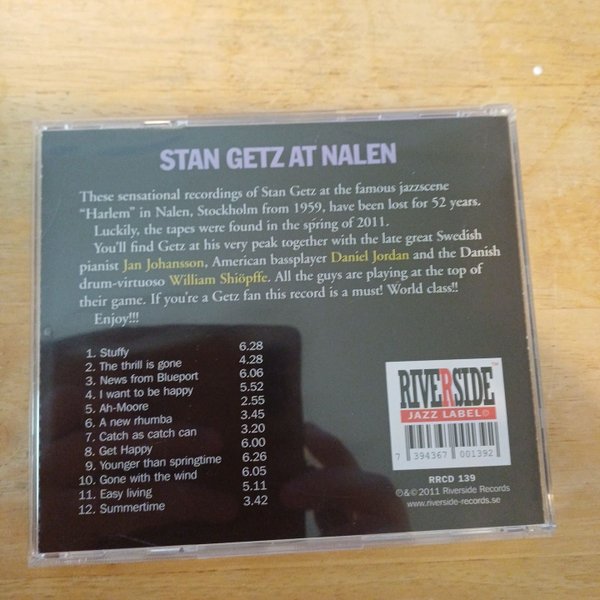 STAN GETZ AT NALEN
These sensational recordings of Stan Getz at the famous jazzscene
"Harlem" in Nalen, Stockholm from 1959, have been lost for 52 years.
Luckily, the tapes were found in the spring of 2011.
You'll find Getz at his very peak together with the late great Swedish
pianist Jan Johansson, American bassplayer Daniel Jordan and the Danish
drum-virtuoso William Shiöpffe. All the guys are playing at the top of
their game. If you're a Getz fan this record is a must! World class!!
Enjoy!!!
1. Stuffy 6.28
2. The thrill is gone 4.28
3. News from Blueport 6.06
4. I want to be happy 5.52
5. Ah-Moore 2.55
6. A new rhumba 3.45
7. Catch as catch can 3.20
8. Get Happy 6.00
9. Younger than springtime 6.26
10. Gone with the wind 6.05
11. Easy living 5.11
12. Summertime 3.42
RIVERSIDE TM
JAZZ LABEL©
7 394367 001392
RRCD 139
℗&© 2011 Riverside Records
www.riverside-records.se